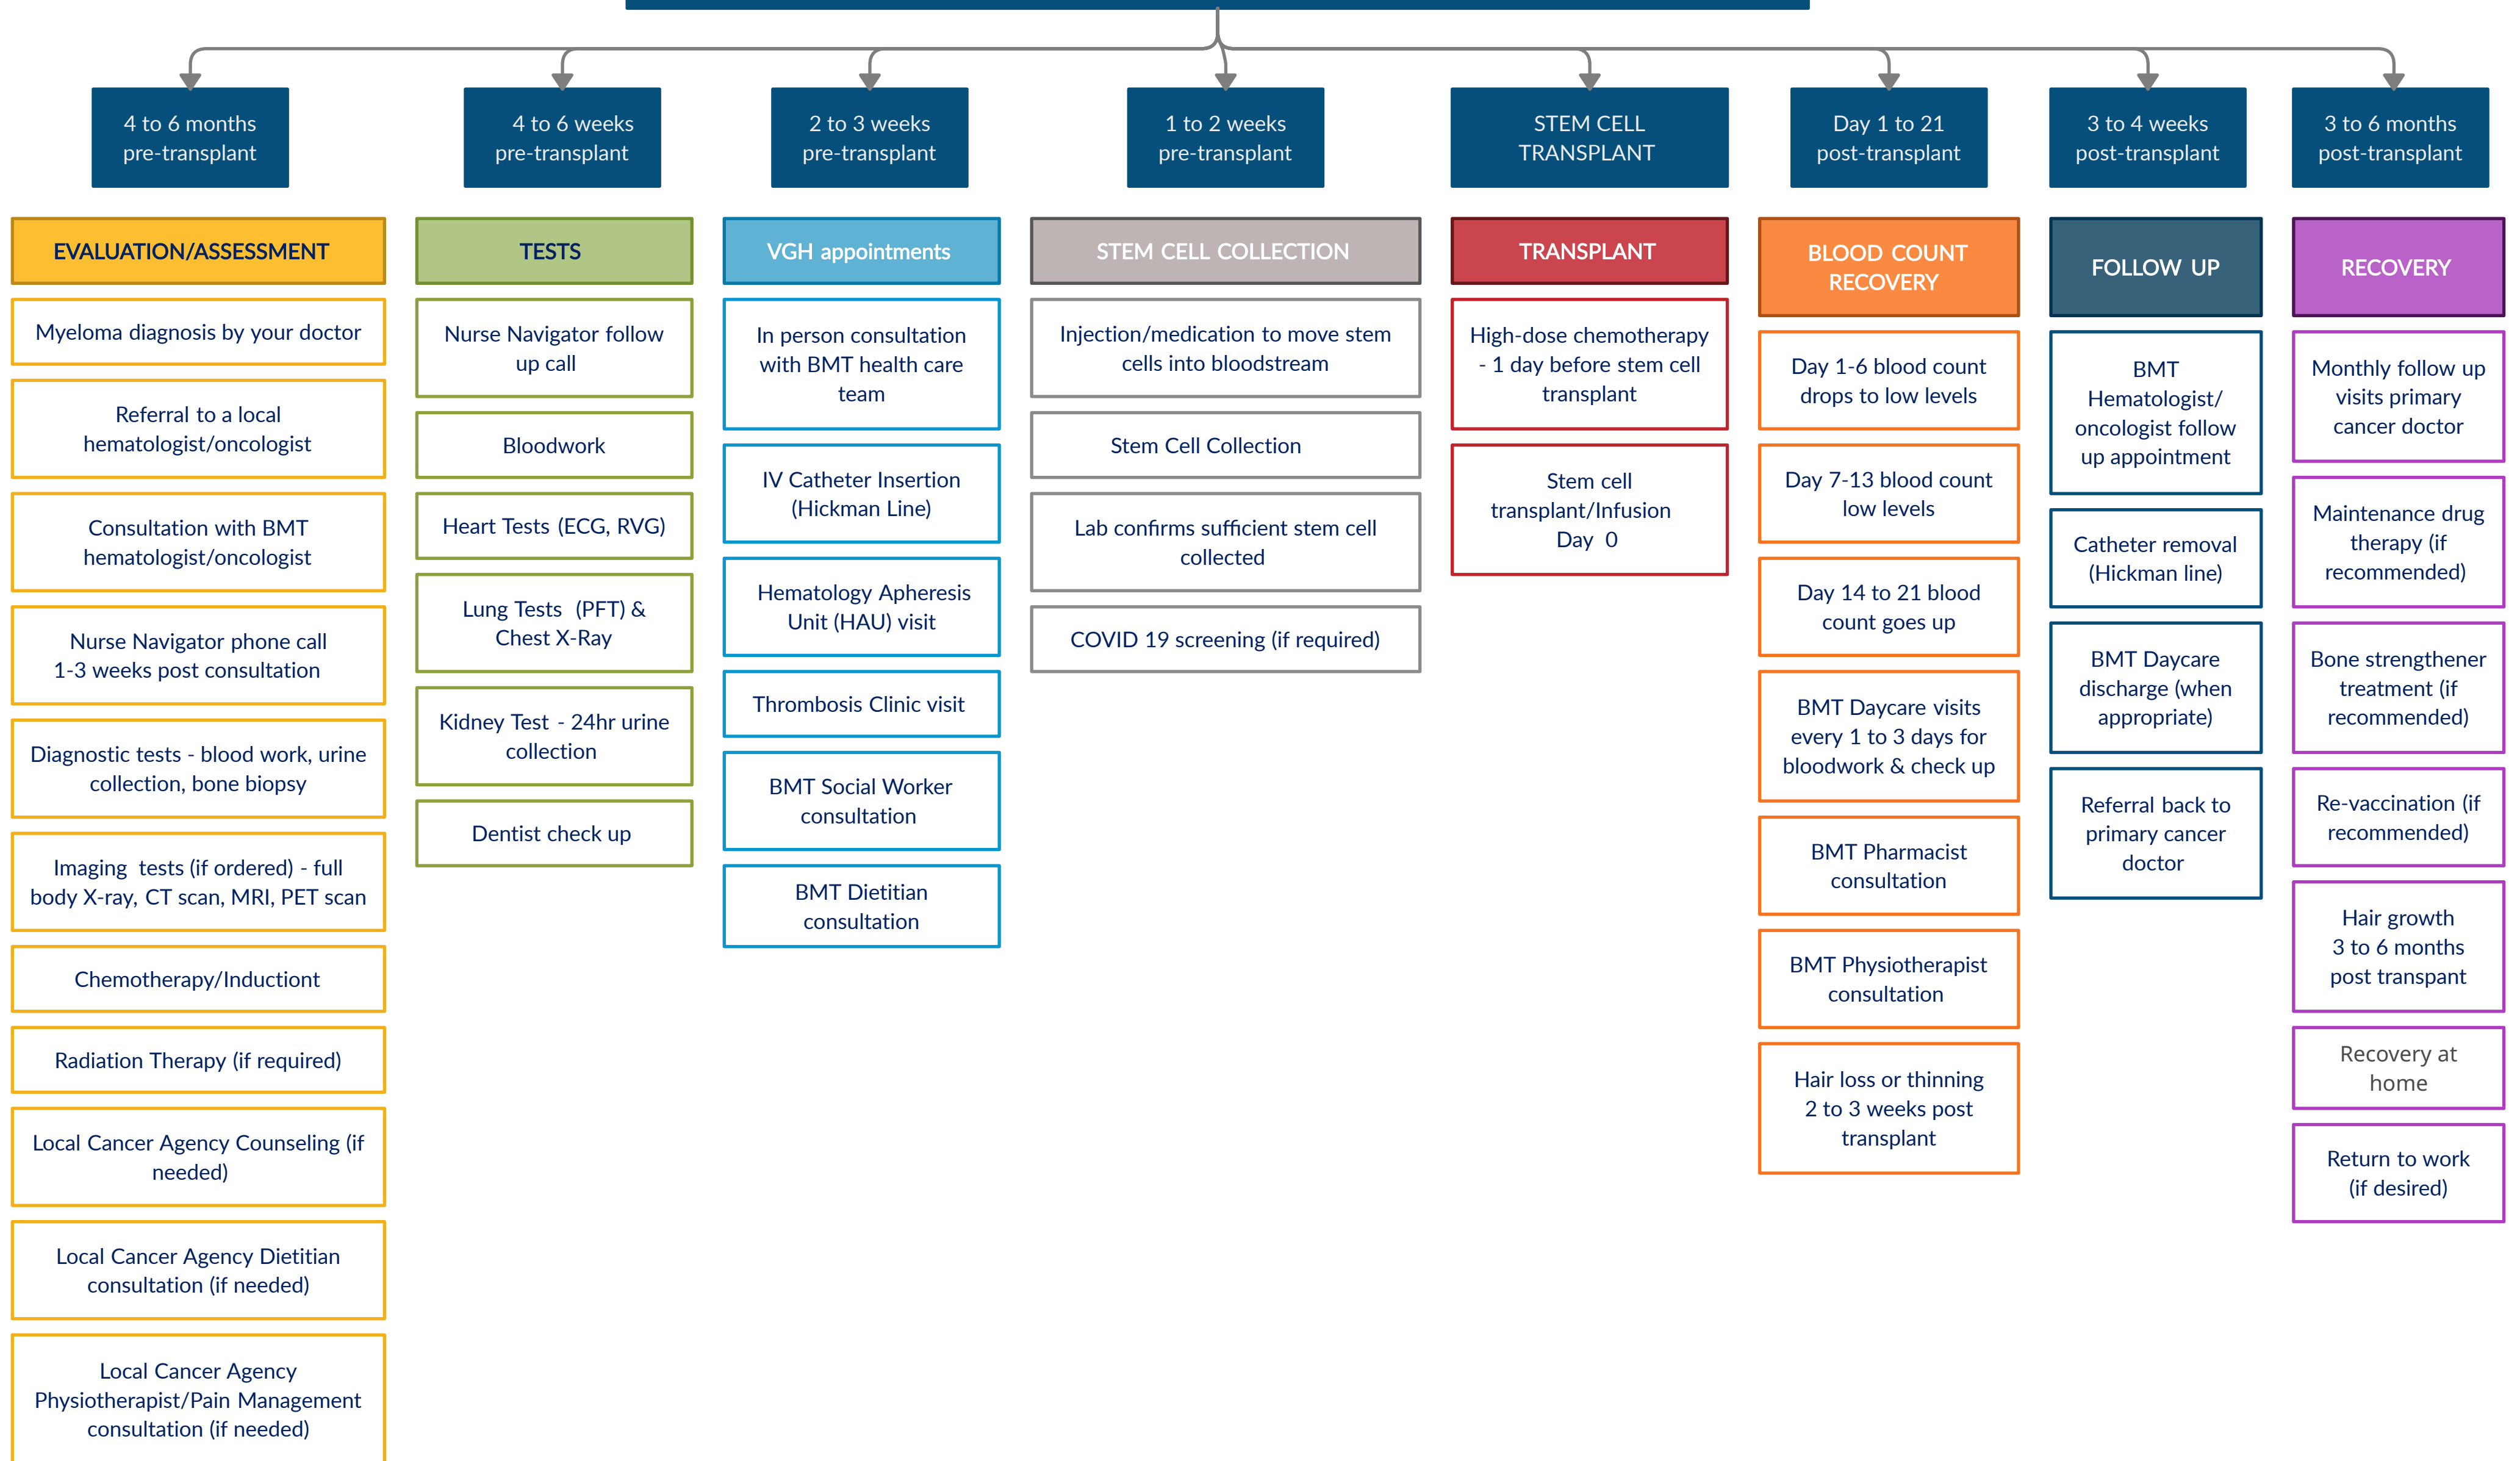 4 to 6 months
pre-transplant
4 to 6 weeks
pre-transplant
2 to 3 weeks
pre-transplant
1 to 2 weeks
pre-transplant
STEM CELL
TRANSPLANT
Day 1 to 21
post-transplant
3 to 4 weeks
post-transplant
3 to 6 months
post-transplant
EVALUATION/ASSESSMENT
Myeloma diagnosis by your doctor
Referral to a local
hematologist/oncologist
Consultation with BMT
hematologist/oncologist
Nurse Navigator phone call
1-3 weeks post consultation
Diagnostic tests - blood work, urine
collection, bone biopsy
Imaging tests (if ordered) - full
body X-ray, CT scan, MRI, PET scan
Chemotherapy/Inductiont
Radiation Therapy (if required)
Local Cancer Agency Counseling (if
needed)
Local Cancer Agency Dietitian
consultation (if needed)
Local Cancer Agency
Physiotherapist/Pain Management
consultation (if needed)
TESTS
Nurse Navigator follow
up call
Bloodwork
Heart Tests (ECG, RVG)
Lung Tests (PFT) &
Chest X-Ray
Kidney Test - 24hr urine
collection
Dentist check up
VGH appointments
In person consultation
with BMT health care
team
IV Catheter Insertion
(Hickman Line)
Hematology Apheresis
Unit (HAU) visit
Thrombosis Clinic visit
BMT Social Worker
consultation
BMT Dietitian
consultation
STEM CELL COLLECTION
Injection/medication to move stem
cells into bloodstream
Stem Cell Collection
Lab confirms sufficient stem cell
collected
COVID 19 screening (if required)
TRANSPLANT
High-dose chemotherapy
- 1 day before stem cell
transplant
Stem cell
transplant/Infusion
Day 0
BLOOD COUNT
RECOVERY
Day 1-6 blood count
drops to low levels
Day 7-13 blood count
low levels
Day 14 to 21 blood
count goes up
BMT Daycare visits
every 1 to 3 days for
bloodwork & check up
BMT Pharmacist
consultation
BMT Physiotherapist
consultation
Hair loss or thinning
2 to 3 weeks post
transplant
FOLLOW UP
BMT
Hematologist/
oncologist follow
up appointment
Catheter removal
(Hickman line)
BMT Daycare
discharge (when
appropriate)
Referral back to
primary cancer
doctor
RECOVERY
Monthly follow up
visits primary
cancer doctor
Maintenance drug
therapy (if
recommended)
Bone strengthener
treatment (if
recommended)
Re-vaccination (if
recommended)
Hair growth
3 to 6 months
post transpant
Recovery at
home
Return to work
(if desired)